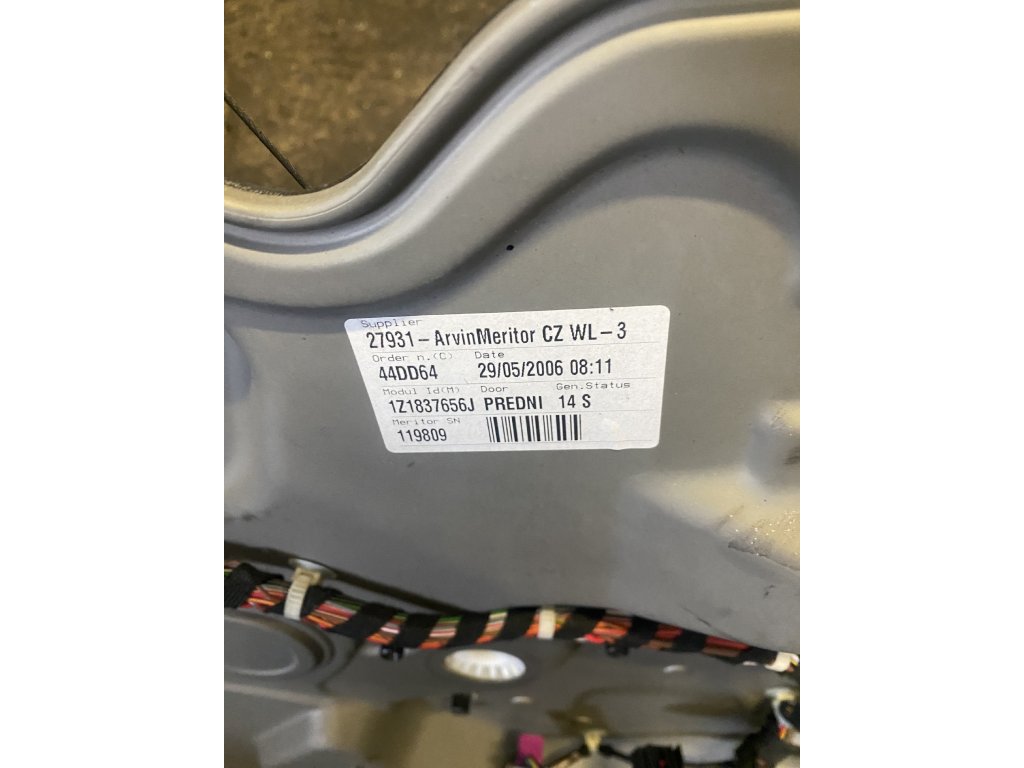 Supplier
27931 - ArvinMeritor CZ WL - 3
Order n.(C) Date
44DD64 29/05/2006 08:11
Modul Id(M) Door Gen.Status
1Z1837656J PREDNI 14 S
Meritor SN
119809